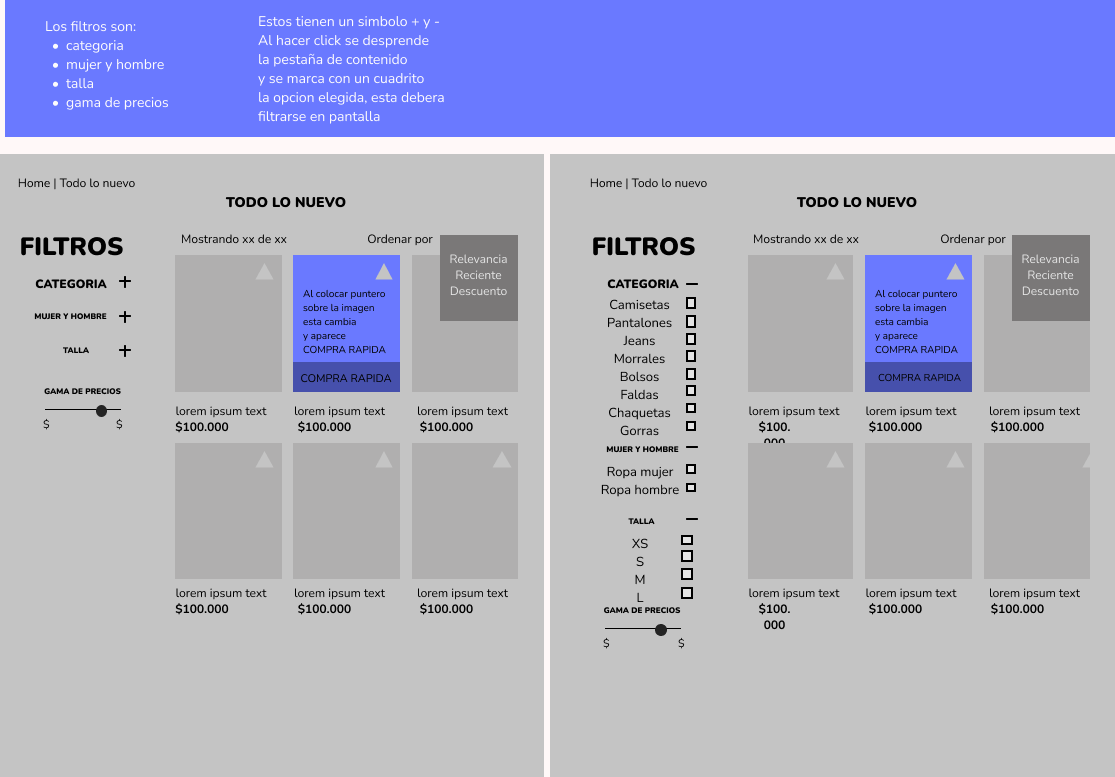 Los filtros son:
• categoria
• mujer y hombre
• talla
• gama de precios
Estos tienen un simbolo + y -
Al hacer click se desprende
la pestaña de contenido
y se marca con un cuadrito
la opcion elegida, esta debera
filtrarse en pantalla
Home | Todo lo nuevo
TODO LO NUEVO
FILTROS
Mostrando xx de xx
Ordenar por
Relevancia
Reciente
Descuento
CATEGORIA +
MUJER Y HOMBRE +
TALLA +
GAMA DE PRECIOS
$ $
Al colocar puntero
sobre la imagen
esta cambia
y aparece
COMPRA RAPIDA
COMPRA RAPIDA
lorem ipsum text
$100.000
lorem ipsum text
$100.000
lorem ipsum text
$100.000
lorem ipsum text
$100.000
lorem ipsum text
$100.000
lorem ipsum text
$100.000
Home | Todo lo nuevo
TODO LO NUEVO
FILTROS
Mostrando xx de xx
Ordenar por
Relevancia
Reciente
Descuento
CATEGORIA —
Camisetas
Pantalones
Jeans
Morrales
Bolsos
Faldas
Chaquetas
Gorras
MUJER Y HOMBRE —
Ropa mujer
Ropa hombre
TALLA —
XS
S
M
L
GAMA DE PRECIOS
$ $
Al colocar puntero
sobre la imagen
esta cambia
y aparece
COMPRA RAPIDA
COMPRA RAPIDA
lorem ipsum text
$100.
000
lorem ipsum text
$100.000
lorem ipsum text
$100.000
lorem ipsum text
$100.
000
lorem ipsum text
$100.000
lorem ipsum text
$100.000